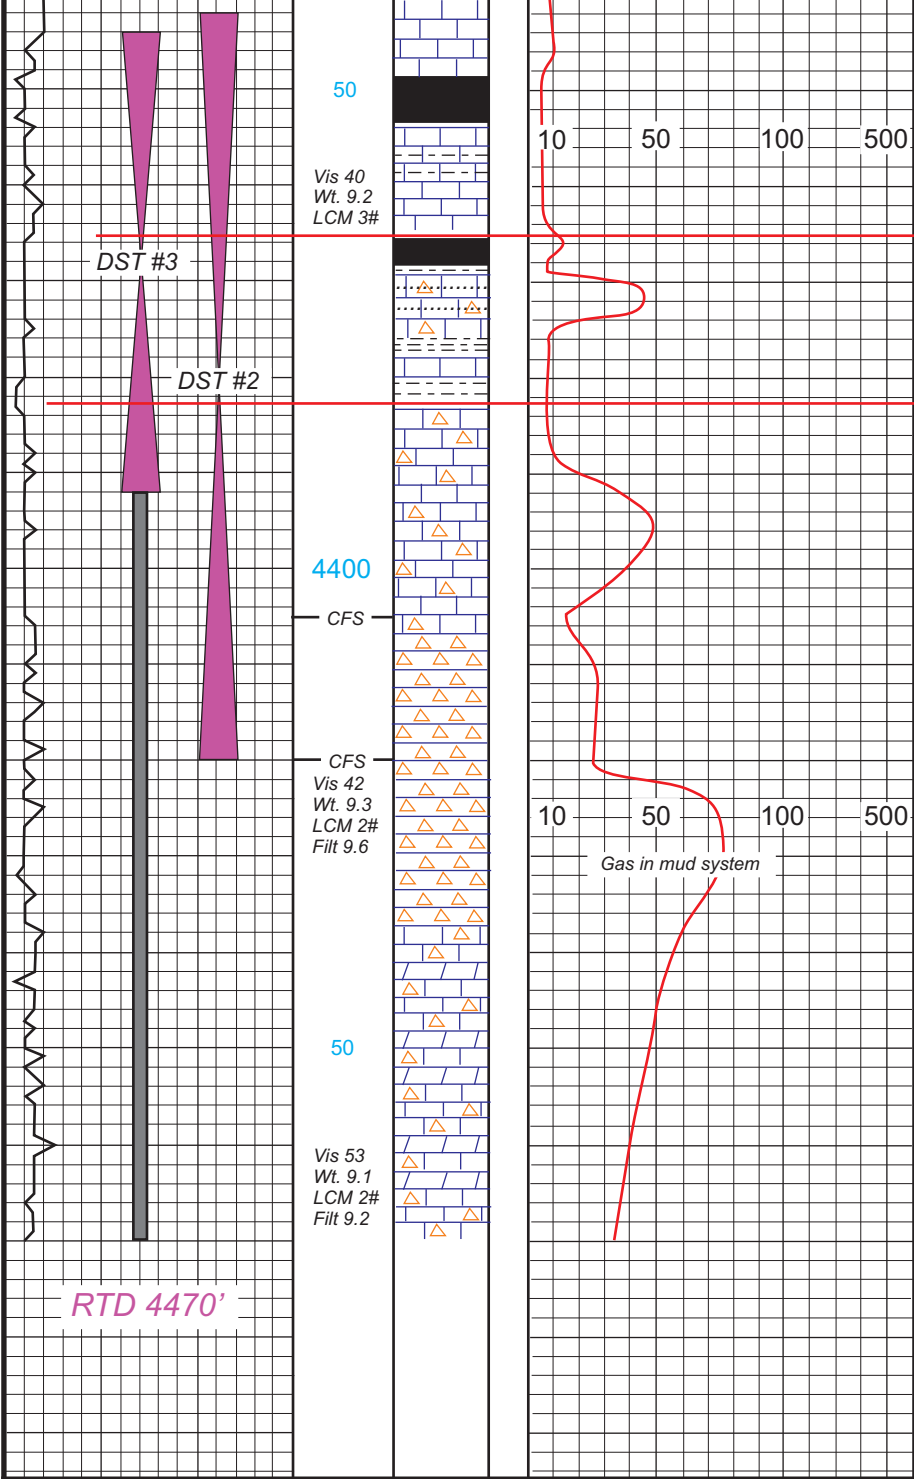 50
10 50 100 500
Vis 40
Wt. 9.2
LCM 3#
DST #3
DST #2
4400
CFS
CFS
Vis 42
Wt. 9.3
LCM 2#
Filt 9.6
10 50 100 500
Gas in mud system
50
Vis 53
Wt. 9.1
LCM 2#
Filt 9.2
RTD 4470'